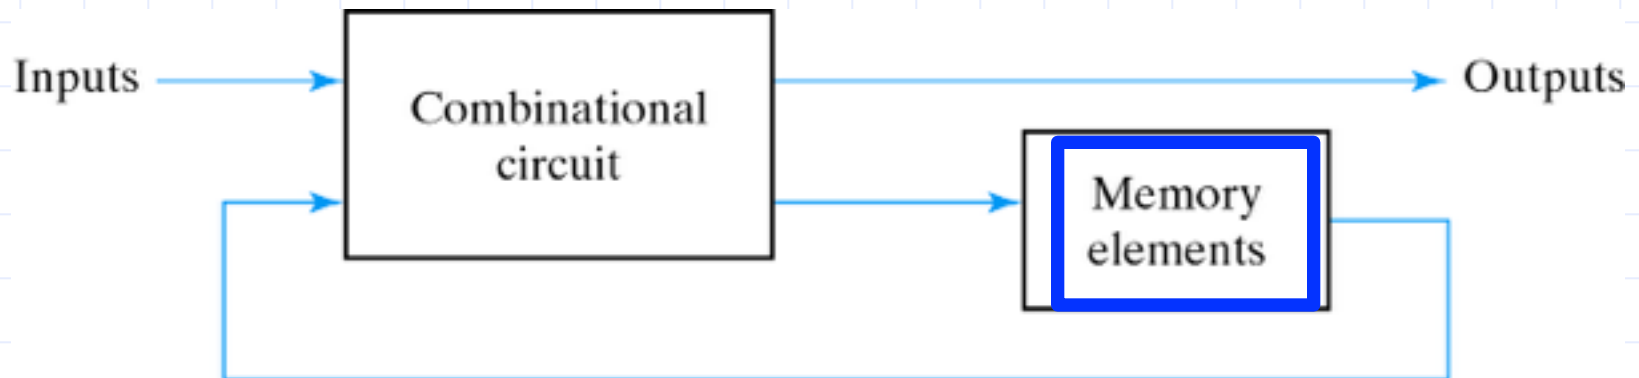 Inputs
Combinational
circuit
Outputs
Memory
elements